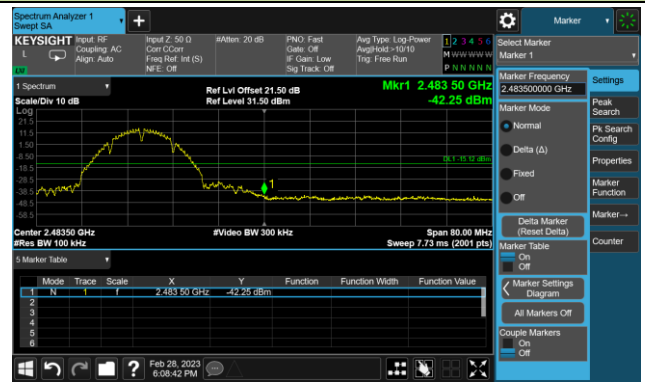 Spectrum Analyzer 1
Swept SA
Marker
KEYSIGHT
L
LW
Input: RF
Coupling: AC
Align: Auto
Input Z: 50 Ω
Corr CCorr
Freq Ref: Int (S)
NFE: Off
#Atten: 20 dB
PNO: Fast
Gate: Off
IF Gain: Low
Sig Track: Off
Avg Type: Log-Power
Avg|Hold:>10/10
Trig: Free Run
1 2 3 4 5 6
M W W W W W
P N N N N N
Select Marker
Marker 1
1 Spectrum
Scale/Div 10 dB
Log
Ref Lvl Offset 21.50 dB
Ref Level 31.50 dBm
Mkr1 2.483 50 GHz
-42.25 dBm
21.5
11.5
1.50
-8.50
-18.5
-28.5
-38.5
-48.5
-58.5
DL1 -15.12 dBm
1
Center 2.48350 GHz
#Res BW 100 kHz
#Video BW 300 kHz
Span 80.00 MHz
Sweep 7.73 ms (2001 pts)
5 Marker Table
Mode Trace Scale X Y Function Function Width Function Value
1 N 1 f 2.483 50 GHz -42.25 dBm
2
3
4
5
6
Marker Frequency
2.483500000 GHz
Marker Mode
Normal
Delta (Δ)
Fixed
Off
Delta Marker
(Reset Delta)
Marker Table
On
Off
Marker Settings
Diagram
All Markers Off
Couple Markers
On
Off
Settings
Peak
Search
Pk Search
Config
Properties
Marker
Function
Marker→
Counter
Feb 28, 2023
6:08:42 PM